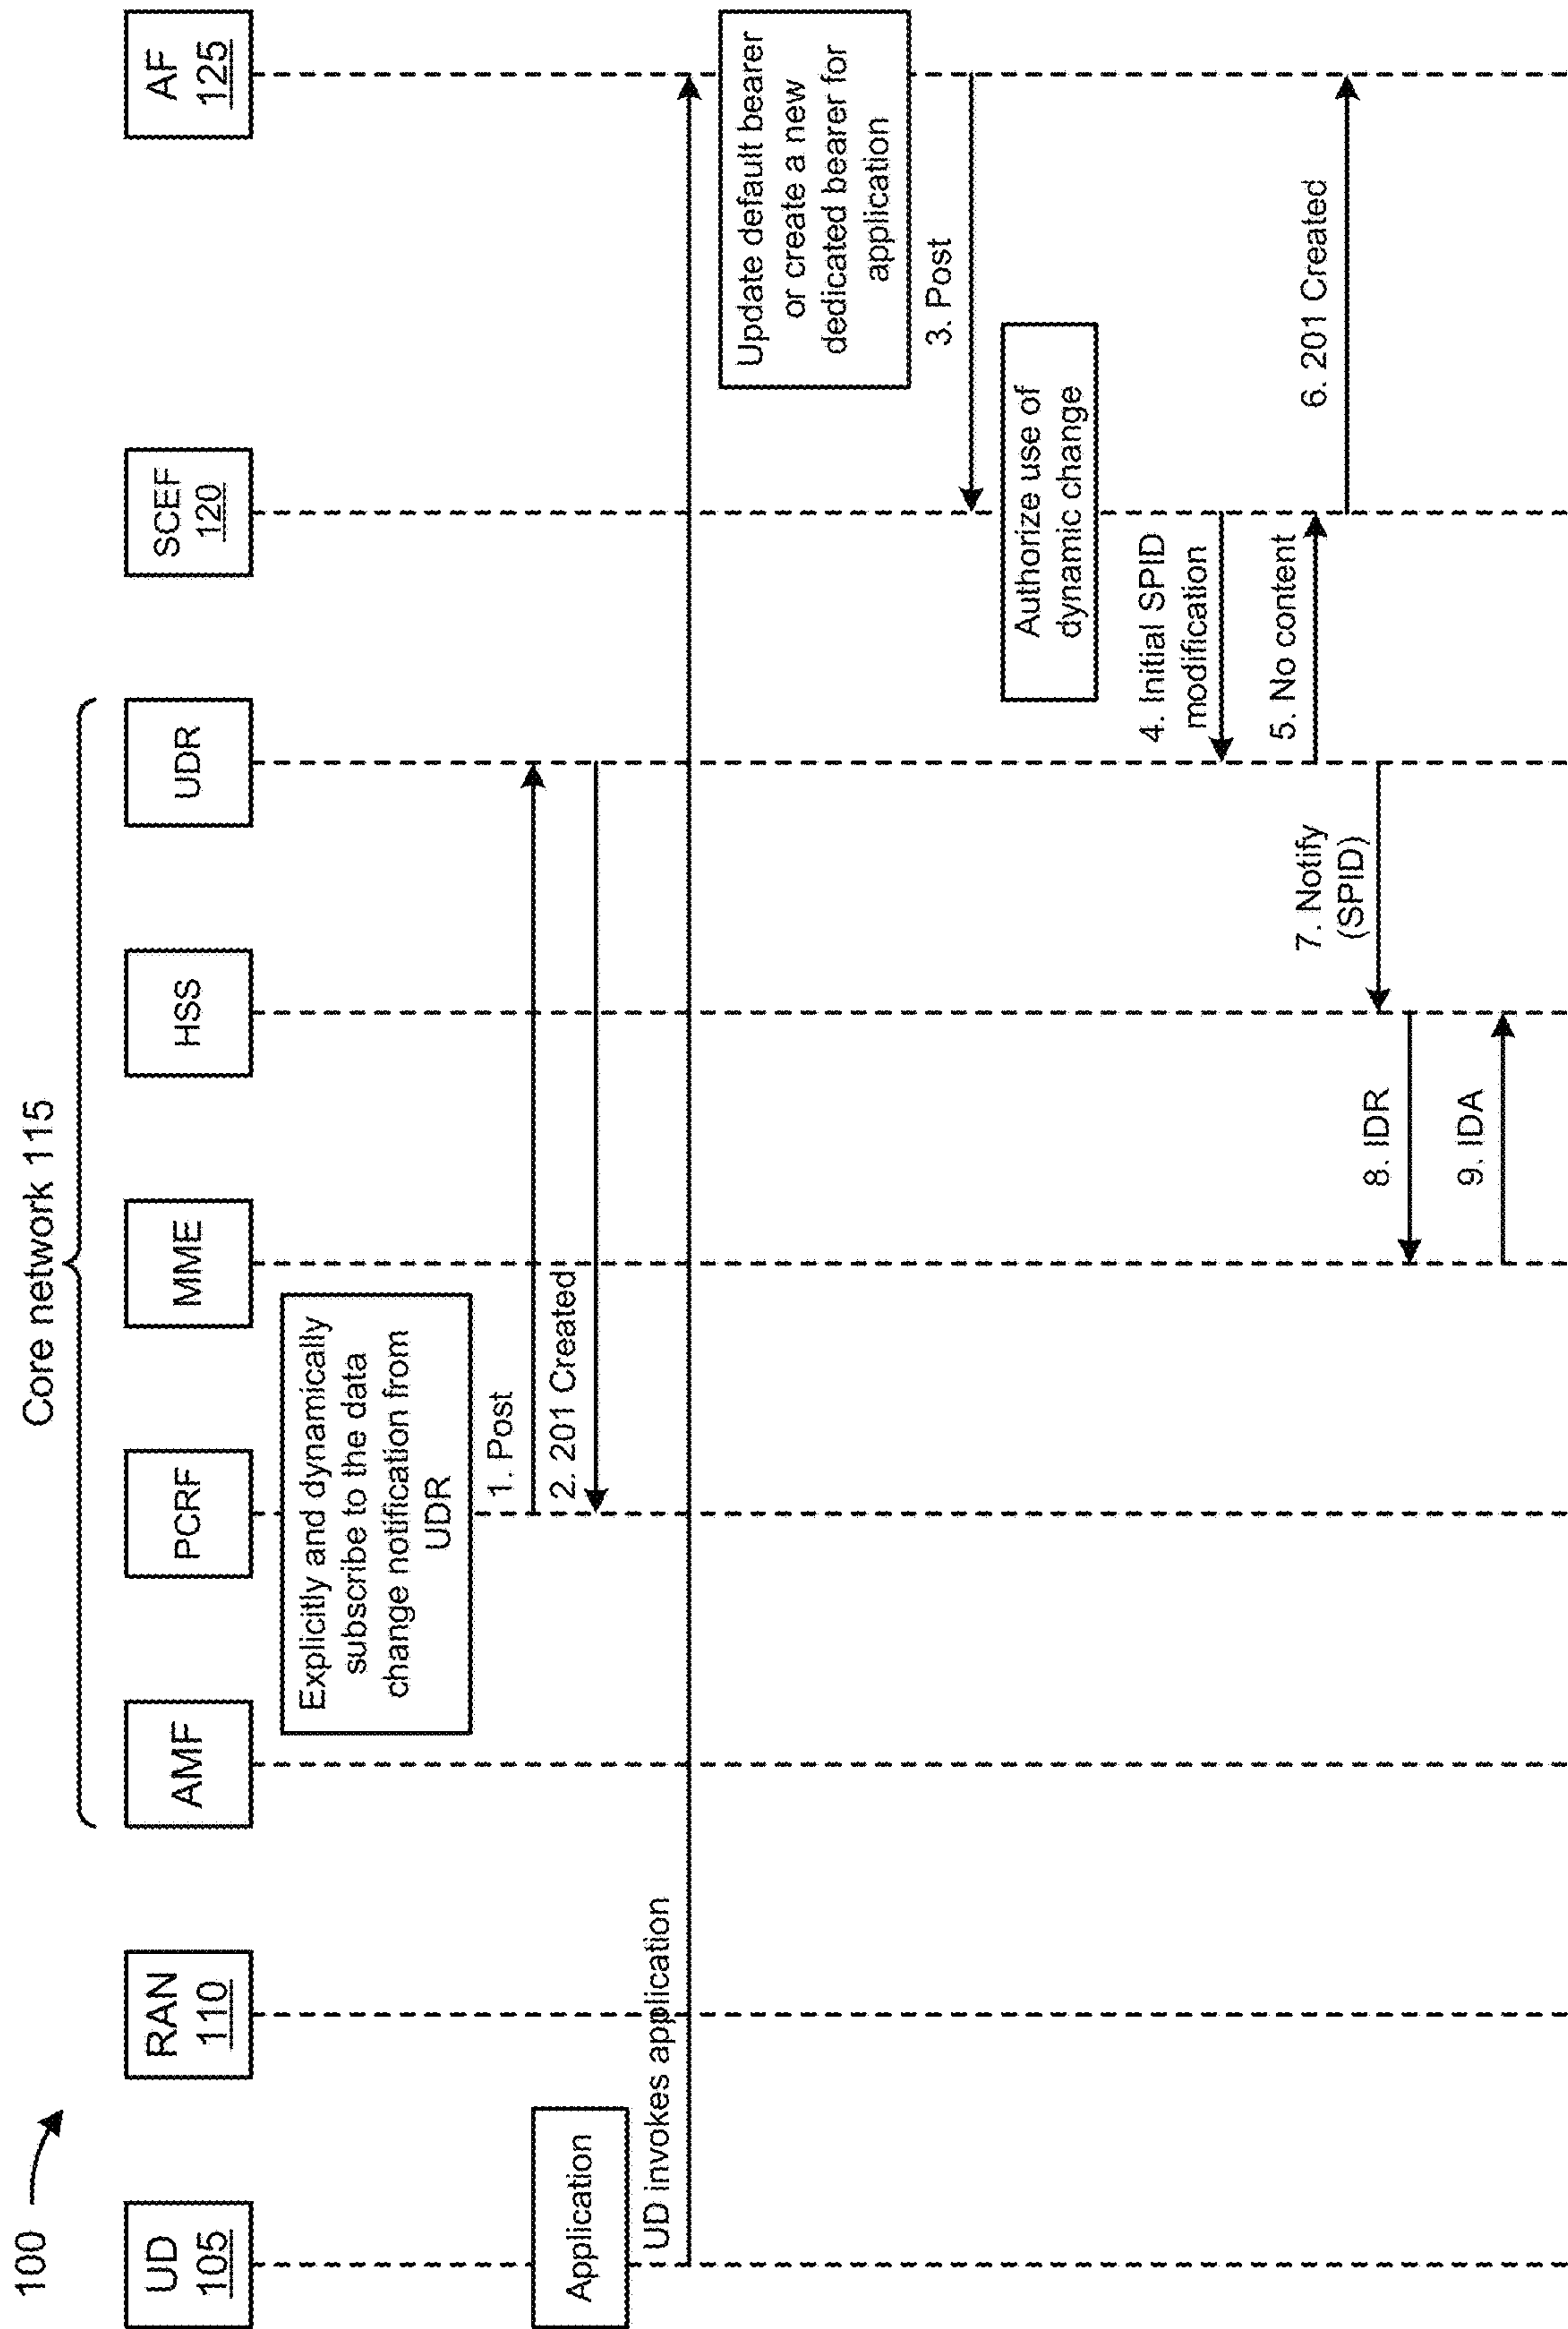 100
Core network 115
UD
105
RAN
110
AMF
PCRF
MME
HSS
UDR
SCEF
120
AF
125
Explicitly and dynamically
subscribe to the data
change notification from
UDR
1. Post
2. 201 Created
Application
UD invokes application
Update default bearer
or create a new
dedicated bearer for
application
3. Post
Authorize use of
dynamic change
4. Initial SPID
modification
5. No content
6. 201 Created
7. Notify
(SPID)
8. IDR
9. IDA